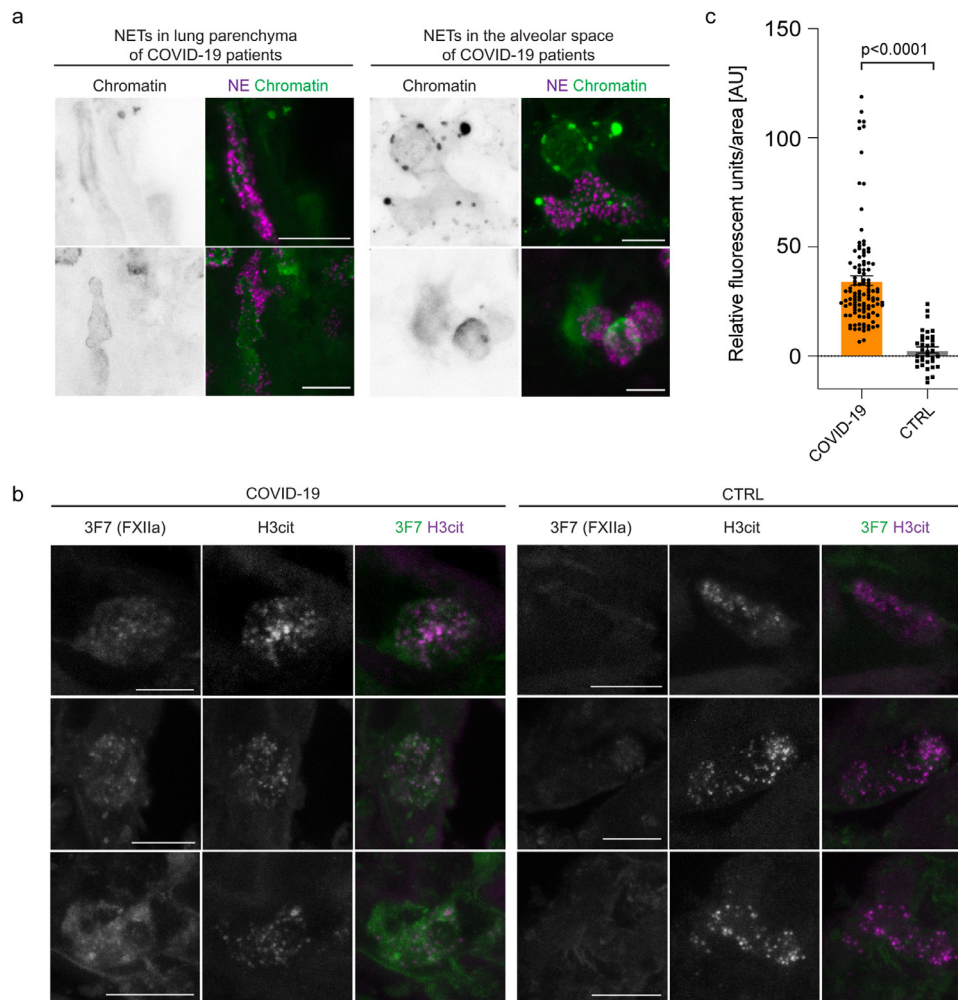 a
NETs in lung parenchyma
of COVID-19 patients
NETs in the alveolar space
of COVID-19 patients
Chromatin
NE Chromatin
Chromatin
NE Chromatin
c
p<0.0001
Relative fluorescent units/area [AU]
150
100
50
0
COVID-19
CTRL
b
COVID-19
CTRL
3F7 (FXIIa)
H3cit
3F7 H3cit
3F7 (FXIIa)
H3cit
3F7 H3cit